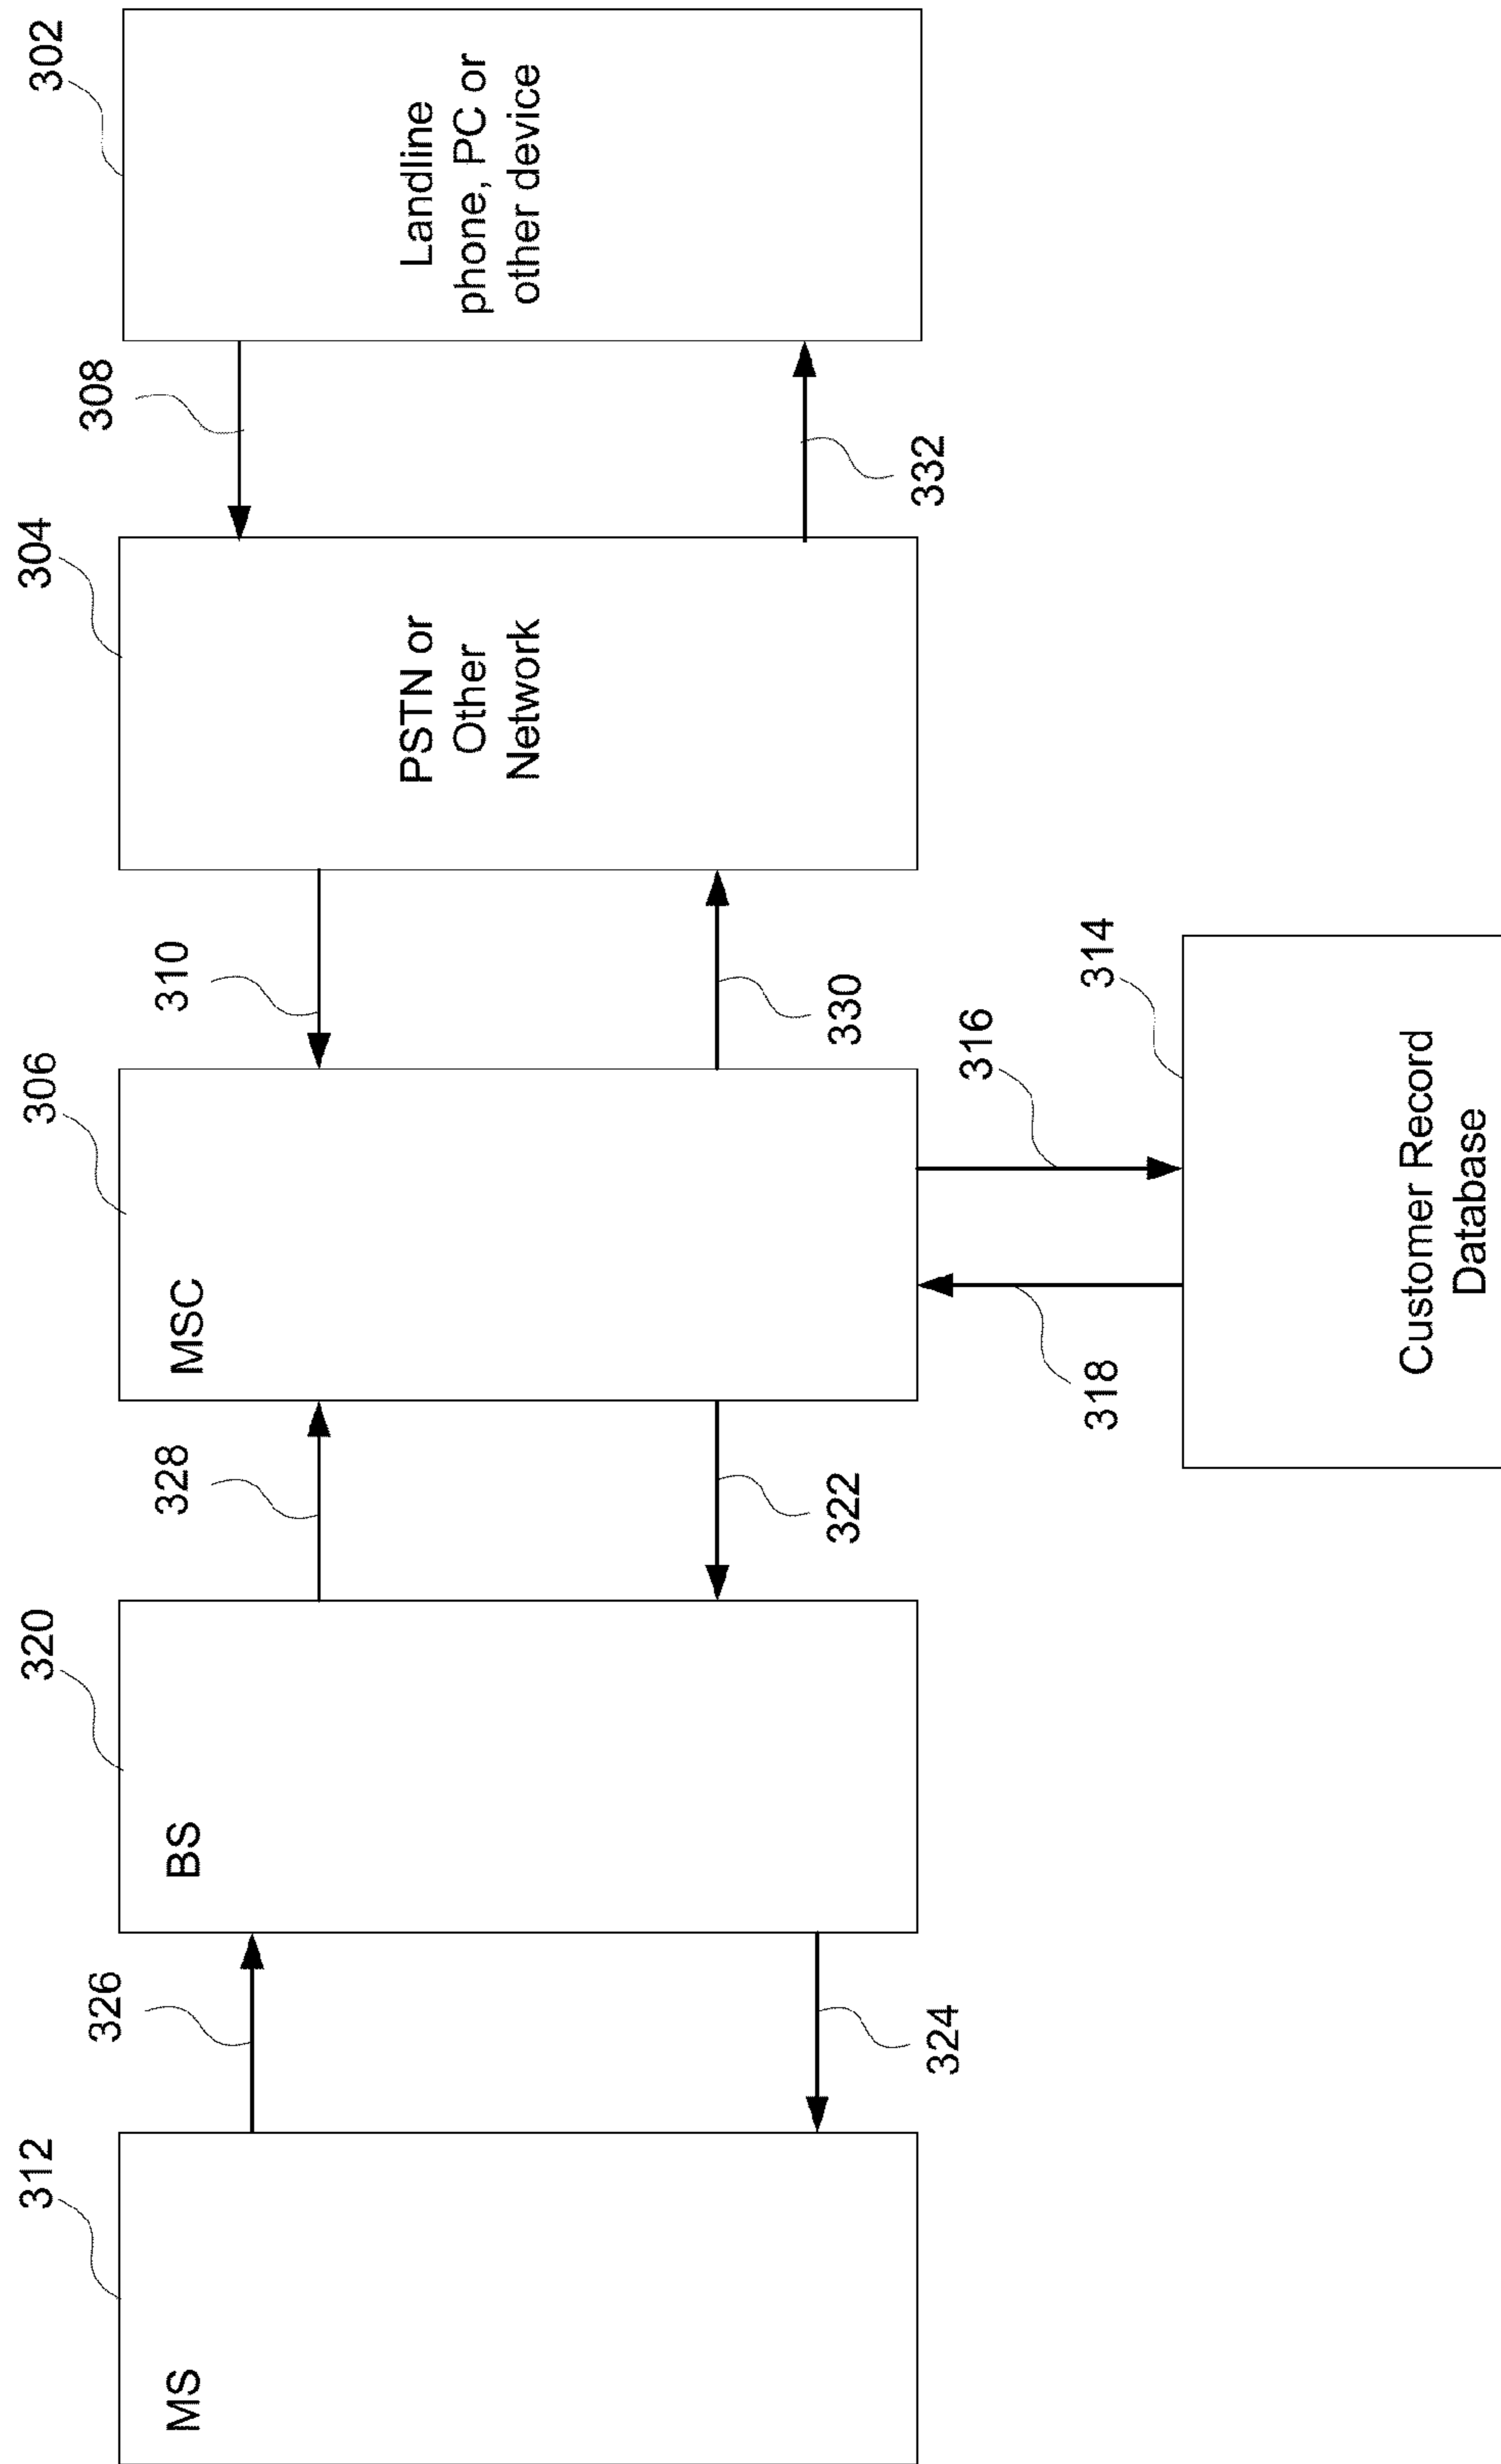 312
320
306
304
302
326
308
328
310
MS
BS
MSC
PSTN or
Other
Network
Landline
phone, PC or
other device
322
330
324
332
316
318
314
Customer Record
Database